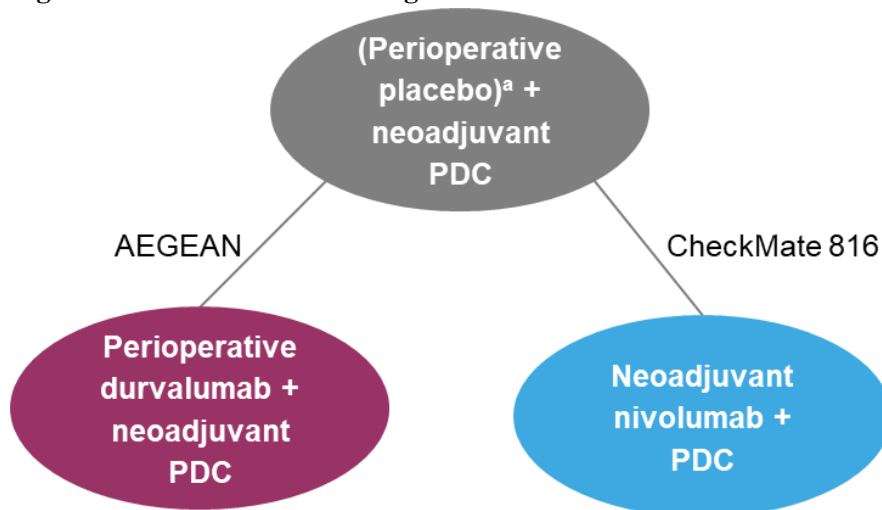 (Perioperative
placebo)ᵃ +
neoadjuvant
PDC
AEGEAN
CheckMate 816
Perioperative
durvalumab +
neoadjuvant
PDC
Neoadjuvant
nivolumab +
PDC